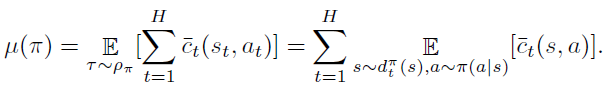 μ(π) = 𝔼_{τ∼ρ_π} [∑_{t=1}^{H} c̄_t(s_t, a_t)] = ∑_{t=1}^{H} 𝔼_{s∼d_t^π(s), a∼π(a|s)} [c̄_t(s, a)].